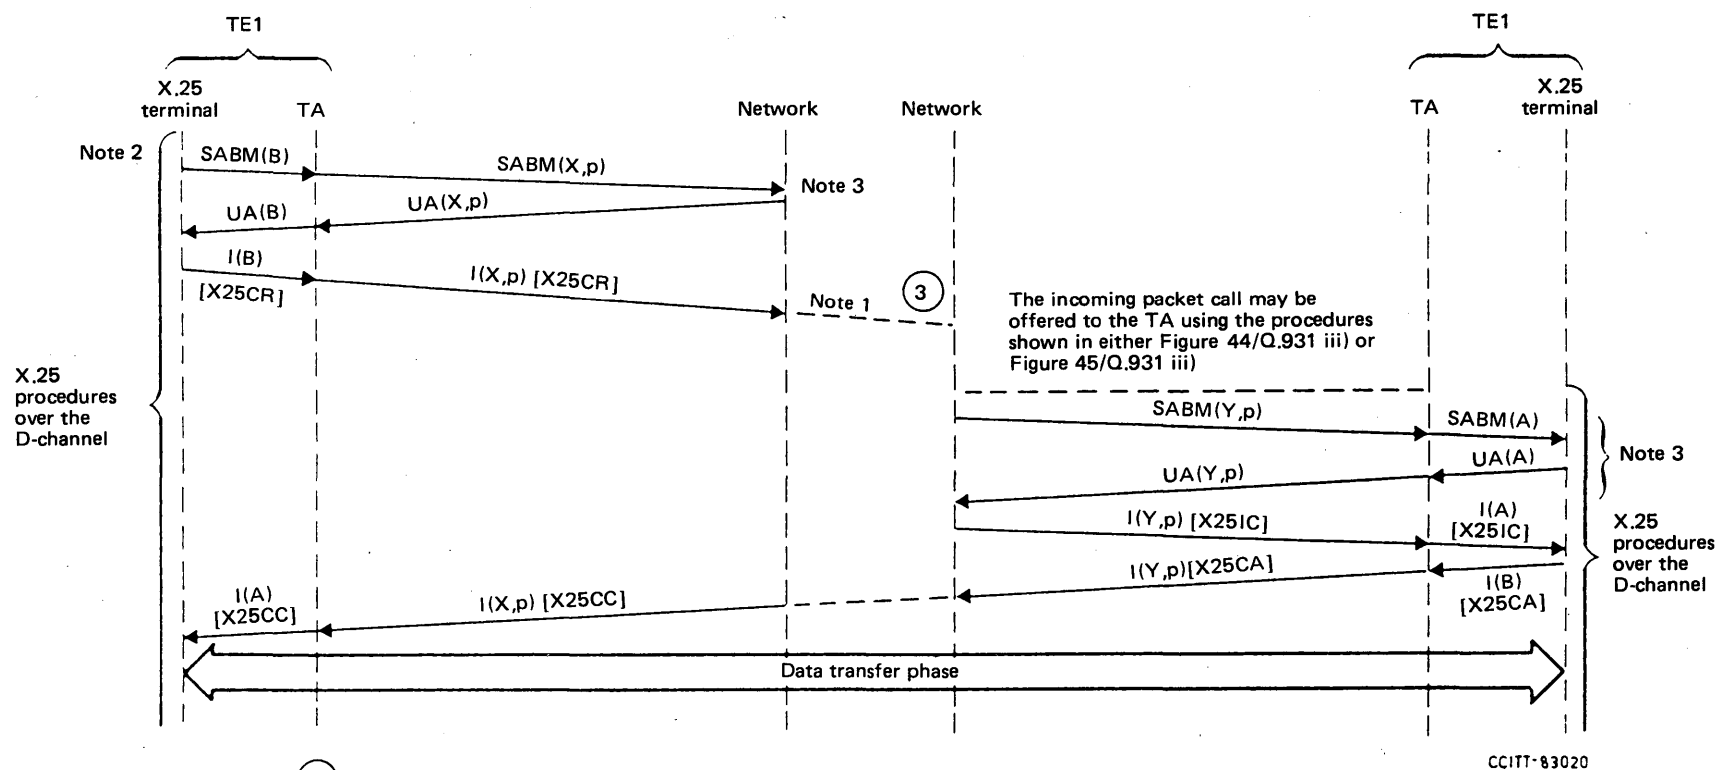 TE1
TE1
X.25
terminal
TA
Network
Network
TA
X.25
terminal
Note 2
SABM(B)
SABM(X,p)
Note 3
UA(B)
UA(X,p)
I(B)
[X25CR]
I(X,p) [X25CR]
Note 1
3
The incoming packet call may be
offered to the TA using the procedures
shown in either Figure 44/Q.931 iii) or
Figure 45/Q.931 iii)
X.25
procedures
over the
D-channel
SABM(Y,p)
SABM(A)
UA(Y,p)
UA(A)
Note 3
I(Y,p) [X25IC]
I(A)
[X25IC]
I(Y,p)[X25CA]
I(B)
[X25CA]
X.25
procedures
over the
D-channel
I(A)
[X25CC]
I(X,p) [X25CC]
Data transfer phase
CCITT-83020